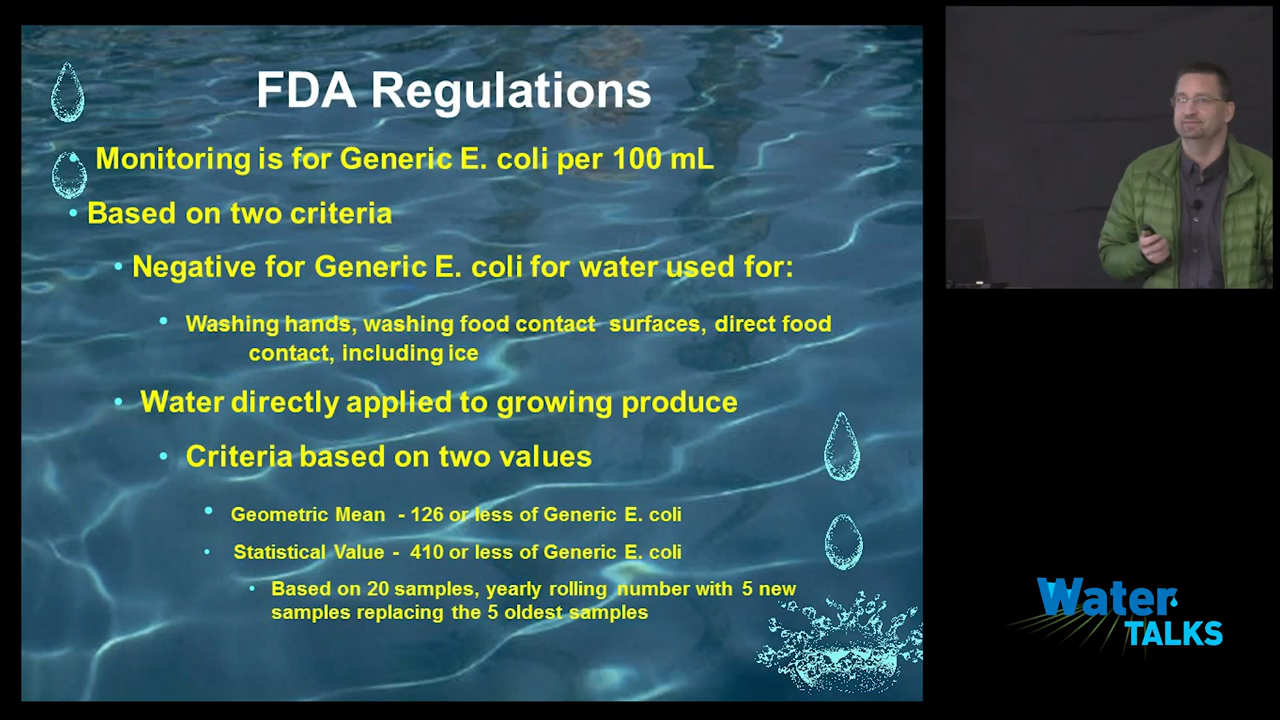 FDA Regulations
• Monitoring is for Generic E. coli per 100 mL
• Based on two criteria
• Negative for Generic E. coli for water used for:
• Washing hands, washing food contact surfaces, direct food
contact, including ice
• Water directly applied to growing produce
• Criteria based on two values
• Geometric Mean - 126 or less of Generic E. coli
• Statistical Value - 410 or less of Generic E. coli
• Based on 20 samples, yearly rolling number with 5 new
samples replacing the 5 oldest samples
Water
TALKS